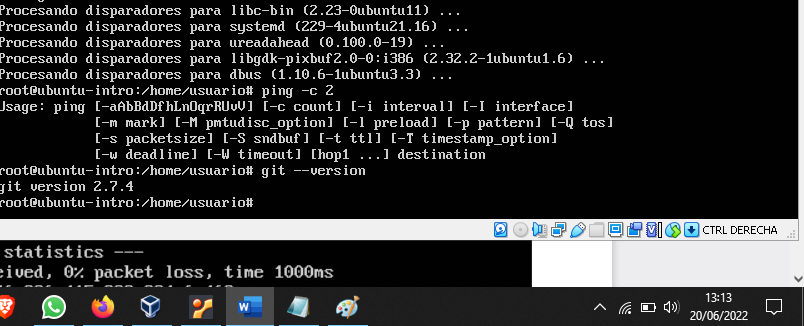 Procesando disparadores para libc-bin (2.23-0ubuntu11) ...
Procesando disparadores para systemd (229-4ubuntu21.16) ...
Procesando disparadores para ureadahead (0.100.0-19) ...
Procesando disparadores para libgdk-pixbuf2.0-0:i386 (2.32.2-1ubuntu1.6) ...
Procesando disparadores para dbus (1.10.6-1ubuntu3.3) ...
root@ubuntu-intro:/home/usuario# ping -c 2
Usage: ping [-aAbBdDfhLnOqrRUvV] [-c count] [-i interval] [-I interface]
[-m mark] [-M pmtudisc_option] [-l preload] [-p pattern] [-Q tos]
[-s packetsize] [-S sndbuf] [-t ttl] [-T timestamp_option]
[-w deadline] [-W timeout] [hop1 ...] destination
root@ubuntu-intro:/home/usuario# git --version
git version 2.7.4
root@ubuntu-intro:/home/usuario#
CTRL DERECHA
statistics ---
eived, 0% packet loss, time 1000ms
13:13
20/06/2022